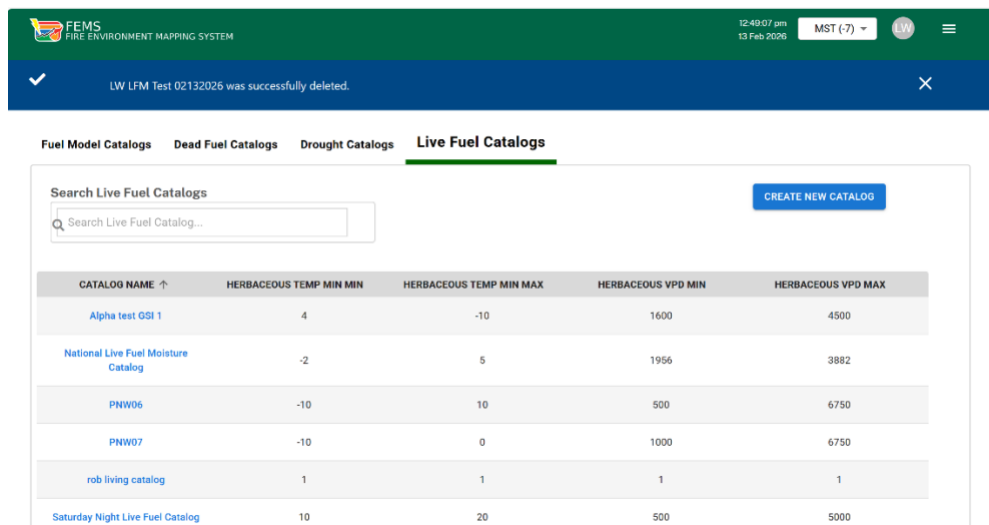 FEMS
FIRE ENVIRONMENT MAPPING SYSTEM
12:49:07 pm
13 Feb 2026
MST (-7)
LW
LW LFM Test 02132026 was successfully deleted.
Fuel Model Catalogs Dead Fuel Catalogs Drought Catalogs Live Fuel Catalogs
Search Live Fuel Catalogs
CREATE NEW CATALOG
Search Live Fuel Catalog...
CATALOG NAME ↑ HERBACEOUS TEMP MIN MIN HERBACEOUS TEMP MIN MAX HERBACEOUS VPD MIN HERBACEOUS VPD MAX
Alpha test GSI 1 4 -10 1600 4500
National Live Fuel Moisture
Catalog -2 5 1956 3882
PNW06 -10 10 500 6750
PNW07 -10 0 1000 6750
rob living catalog 1 1 1 1
Saturday Night Live Fuel Catalog 10 20 500 5000